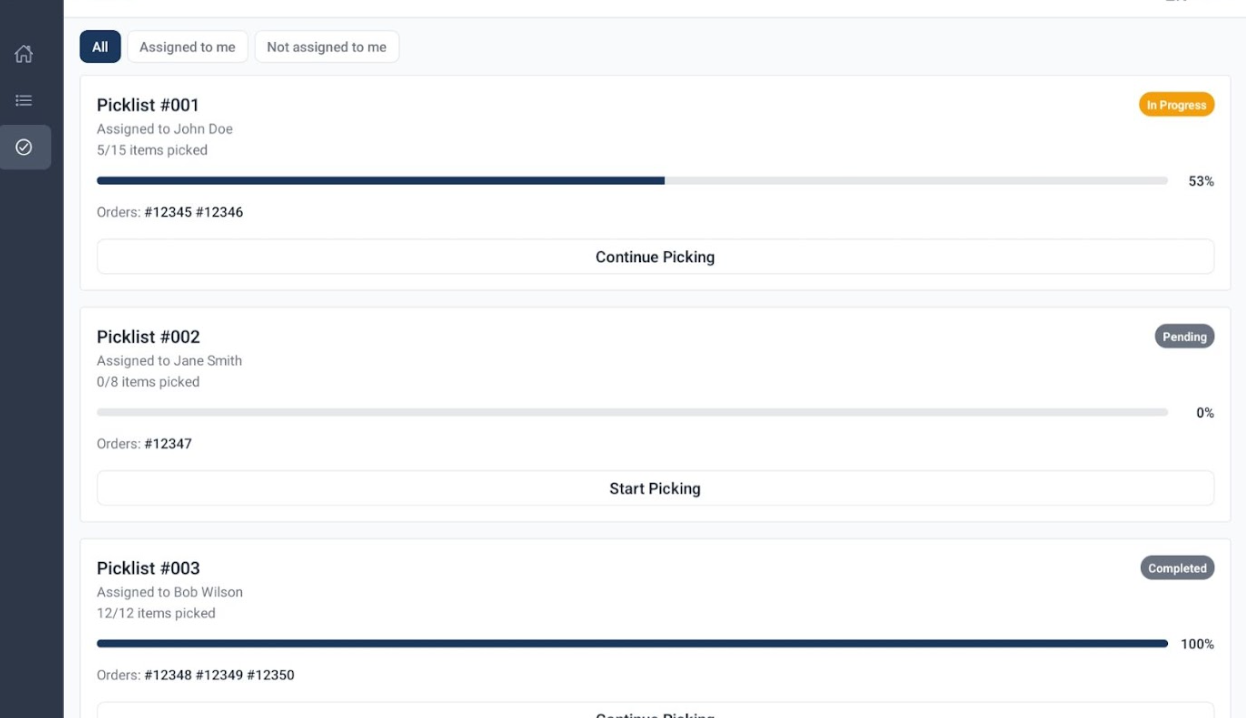 All Assigned to me Not assigned to me
Picklist #001 In Progress
Assigned to John Doe
5/15 items picked
53%
Orders: #12345 #12346
Continue Picking
Picklist #002 Pending
Assigned to Jane Smith
0/8 items picked
0%
Orders: #12347
Start Picking
Picklist #003 Completed
Assigned to Bob Wilson
12/12 items picked
100%
Orders: #12348 #12349 #12350
Continue Picking